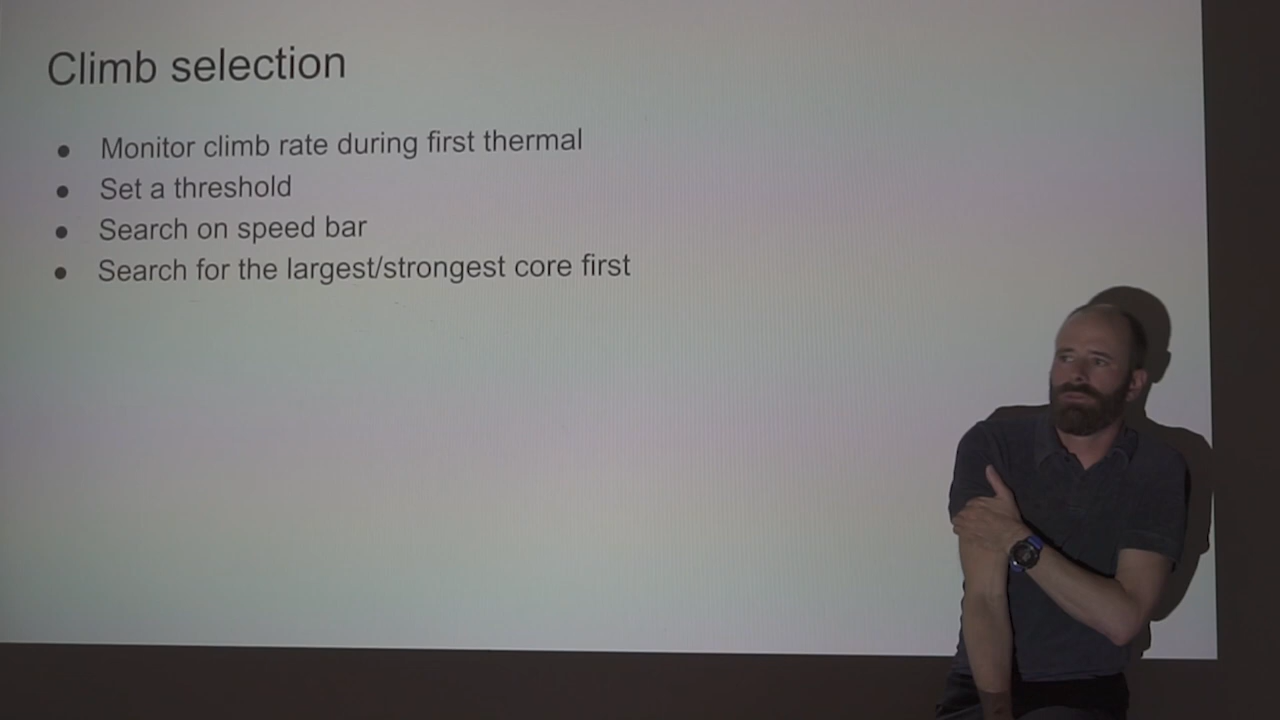 Climb selection
● Monitor climb rate during first thermal
● Set a threshold
● Search on speed bar
● Search for the largest/strongest core first